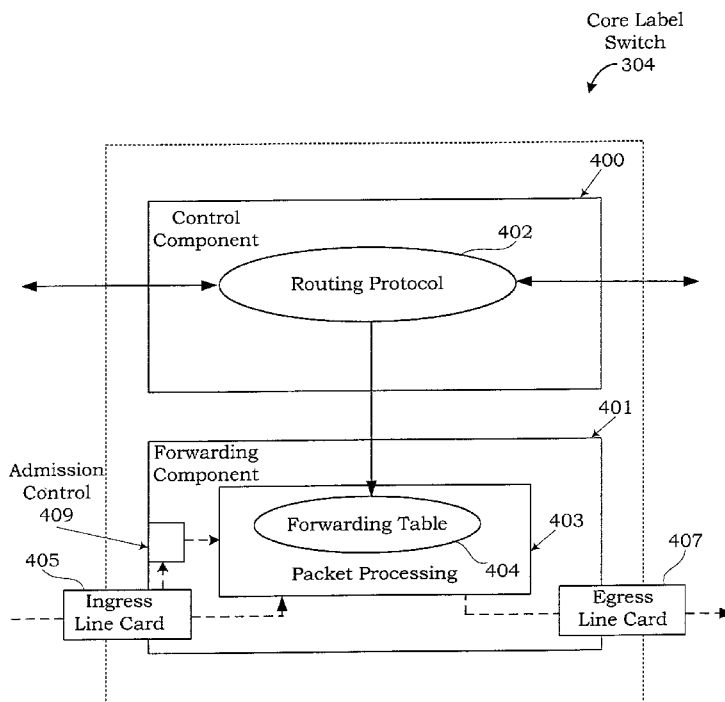 Core Label
Switch
304
400
Control
Component
402
Routing Protocol
401
Forwarding
Component
Admission
Control
409
Forwarding Table
403
404
Packet Processing
405
407
Ingress
Line Card
Egress
Line Card